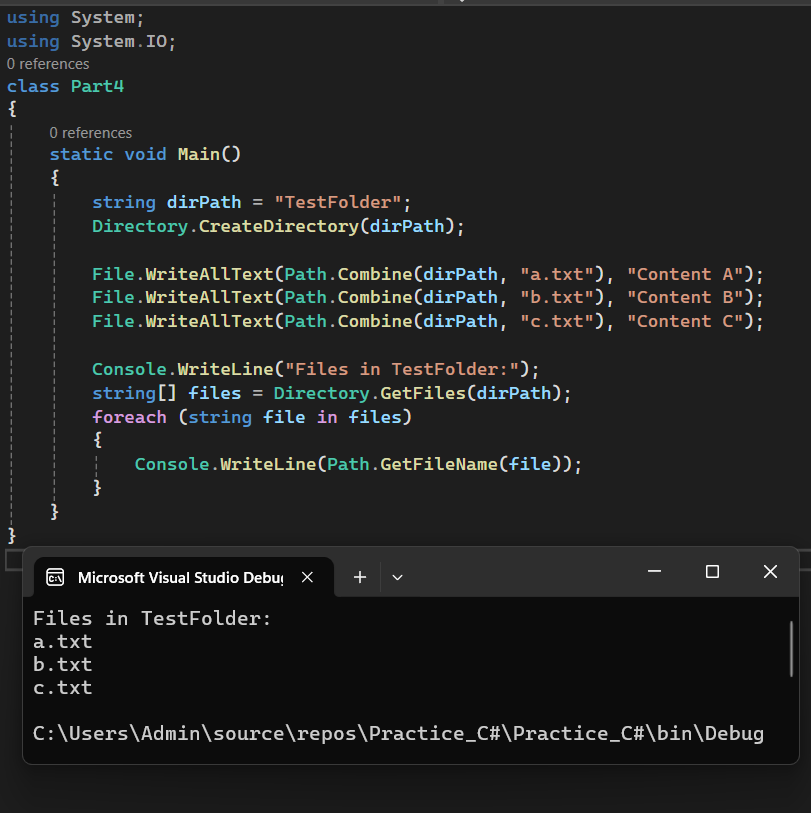 using System;
using System.IO;
0 references
class Part4
{
0 references
static void Main()
{
string dirPath = "TestFolder";
Directory.CreateDirectory(dirPath);
File.WriteAllText(Path.Combine(dirPath, "a.txt"), "Content A");
File.WriteAllText(Path.Combine(dirPath, "b.txt"), "Content B");
File.WriteAllText(Path.Combine(dirPath, "c.txt"), "Content C");
Console.WriteLine("Files in TestFolder:");
string[] files = Directory.GetFiles(dirPath);
foreach (string file in files)
{
Console.WriteLine(Path.GetFileName(file));
}
}
}
Microsoft Visual Studio Debug
Files in TestFolder:
a.txt
b.txt
c.txt
C:\Users\Admin\source\repos\Practice_C#\Practice_C#\bin\Debug